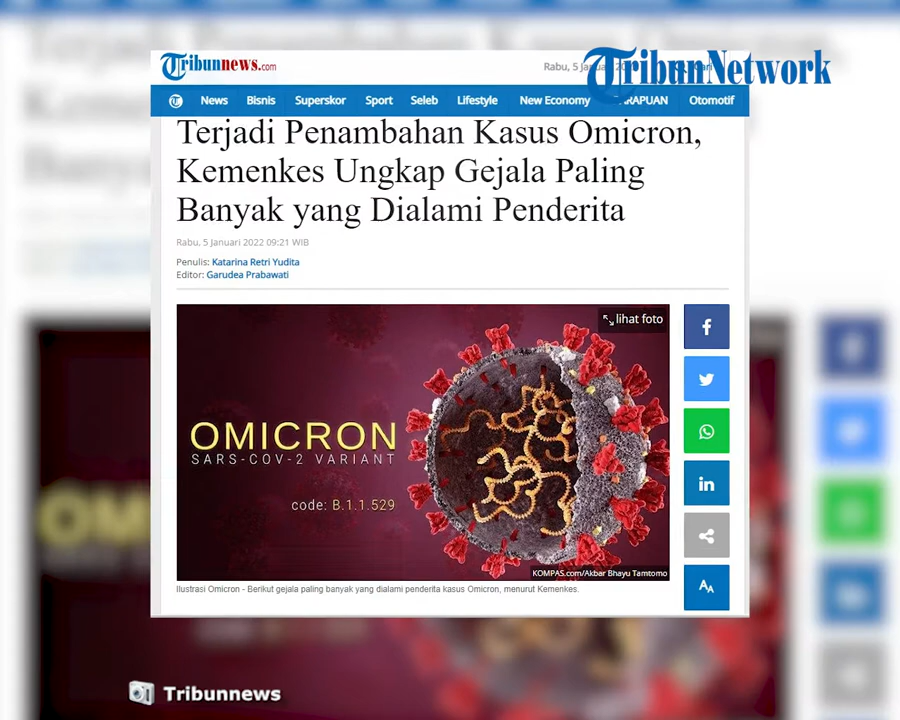 Tribunnews.com
Rabu, 5
TribunNetwork
News Bisnis Superskor Sport Seleb Lifestyle New Economy Otomotif
Terjadi Penambahan Kasus Omicron,
Kemenkes Ungkap Gejala Paling
Banyak yang Dialami Penderita
Rabu, 5 Januari 2022 09:21 WIB
Penulis: Katarina Retri Yudita
Editor: Garudea Prabawati
lihat foto
OMICRON
SARS-COV-2 VARIANT
code: B.1.1.529
KOMPAS.com/Akbar Bhayu Tamtomo
Ilustrasi Omicron - Berikut gejala paling banyak yang dialami penderita kasus Omicron, menurut Kemenkes.
Tribunnews